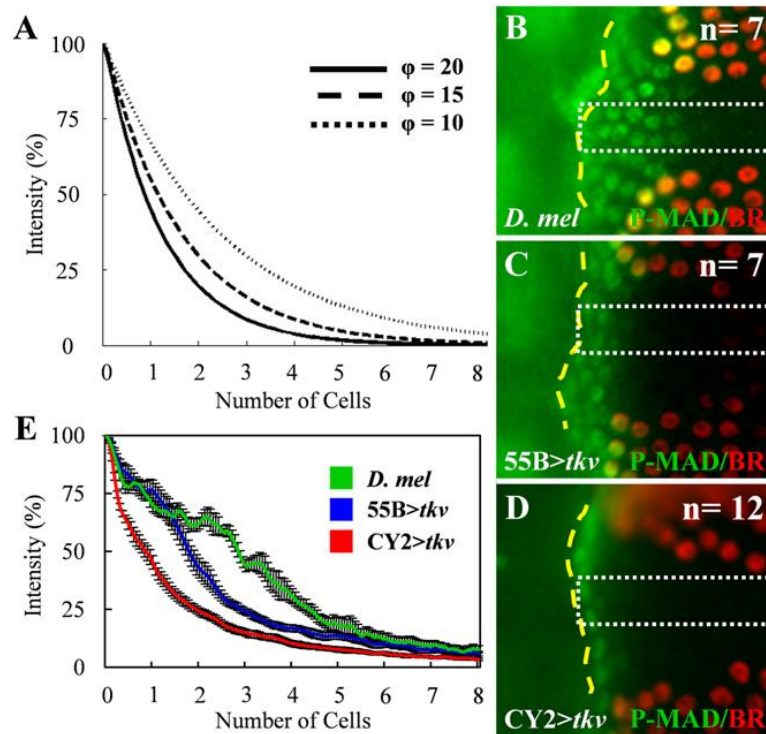 A
100
75
50
25
0
Intensity (%)
0 1 2 3 4 5 6 7 8
Number of Cells
φ = 20
φ = 15
φ = 10
B
n= 7
D. mel
P-MAD/BR
C
n= 7
55B>tkv
P-MAD/BR
D
n= 12
CY2>tkv
P-MAD/BR
E
100
75
50
25
0
Intensity (%)
0 1 2 3 4 5 6 7 8
Number of Cells
D. mel
55B>tkv
CY2>tkv